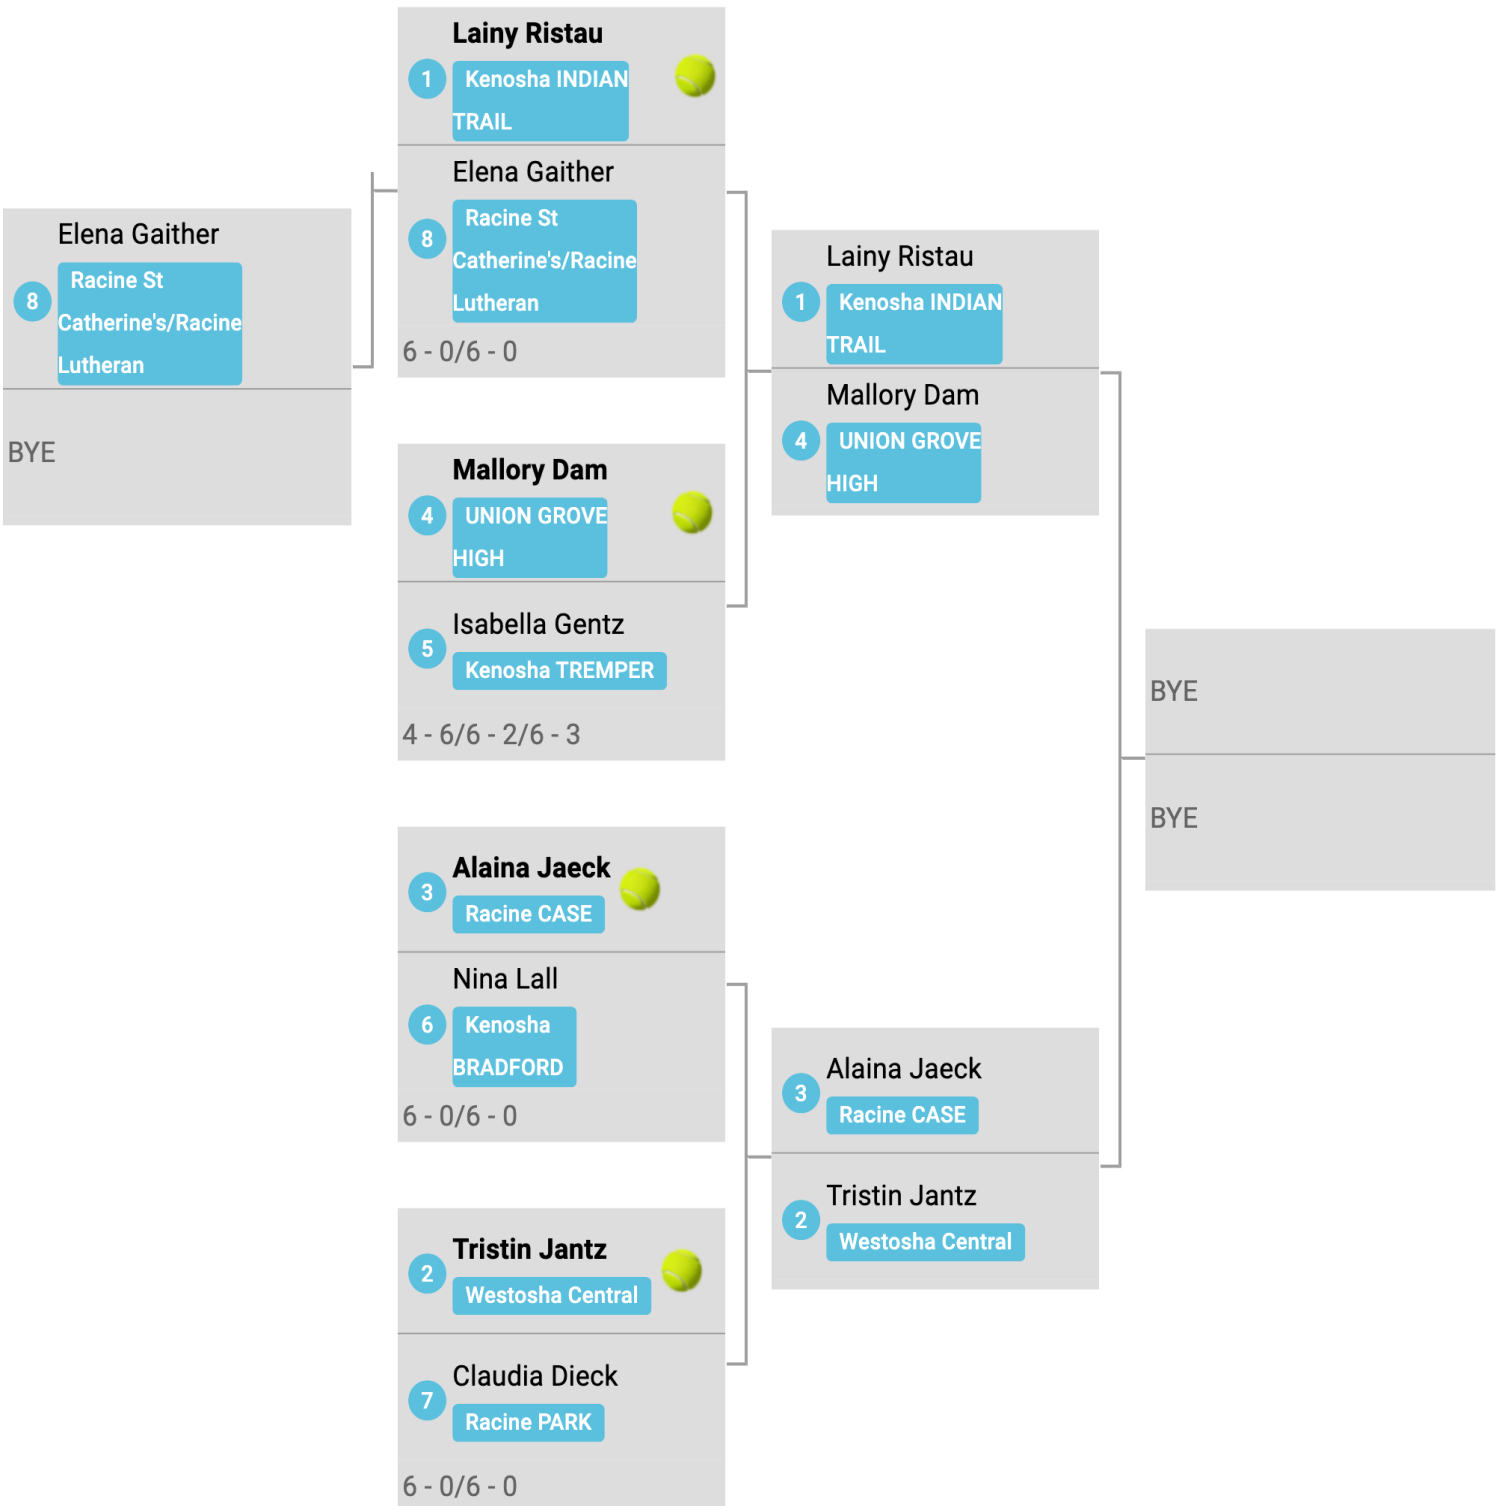 Elena Gaither
8
Racine St
Catherine's/Racine
Lutheran
BYE
Lainy Ristau
1
Kenosha INDIAN
TRAIL
Elena Gaither
8
Racine St
Catherine's/Racine
Lutheran
6 - 0/6 - 0
Mallory Dam
4
UNION GROVE
HIGH
Isabella Gentz
5
Kenosha TREMPER
4 - 6/6 - 2/6 - 3
Alaina Jaeck
3
Racine CASE
Nina Lall
6
Kenosha
BRADFORD
6 - 0/6 - 0
Tristin Jantz
2
Westosha Central
Claudia Dieck
7
Racine PARK
6 - 0/6 - 0
Lainy Ristau
1
Kenosha INDIAN
TRAIL
Mallory Dam
4
UNION GROVE
HIGH
Alaina Jaeck
3
Racine CASE
Tristin Jantz
2
Westosha Central
BYE
BYE